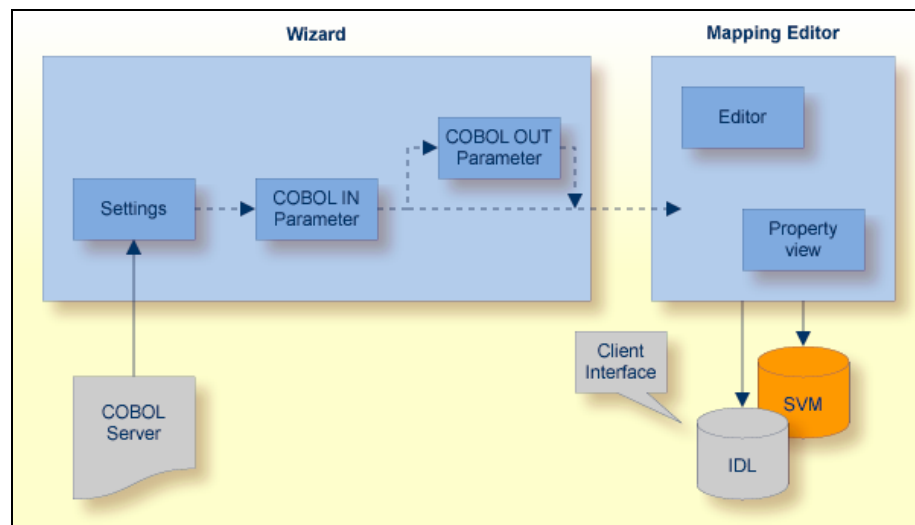 Wizard
Mapping Editor
Editor
COBOL OUT
Parameter
Settings
COBOL IN
Parameter
Property
view
Client
Interface
COBOL
Server
SVM
IDL